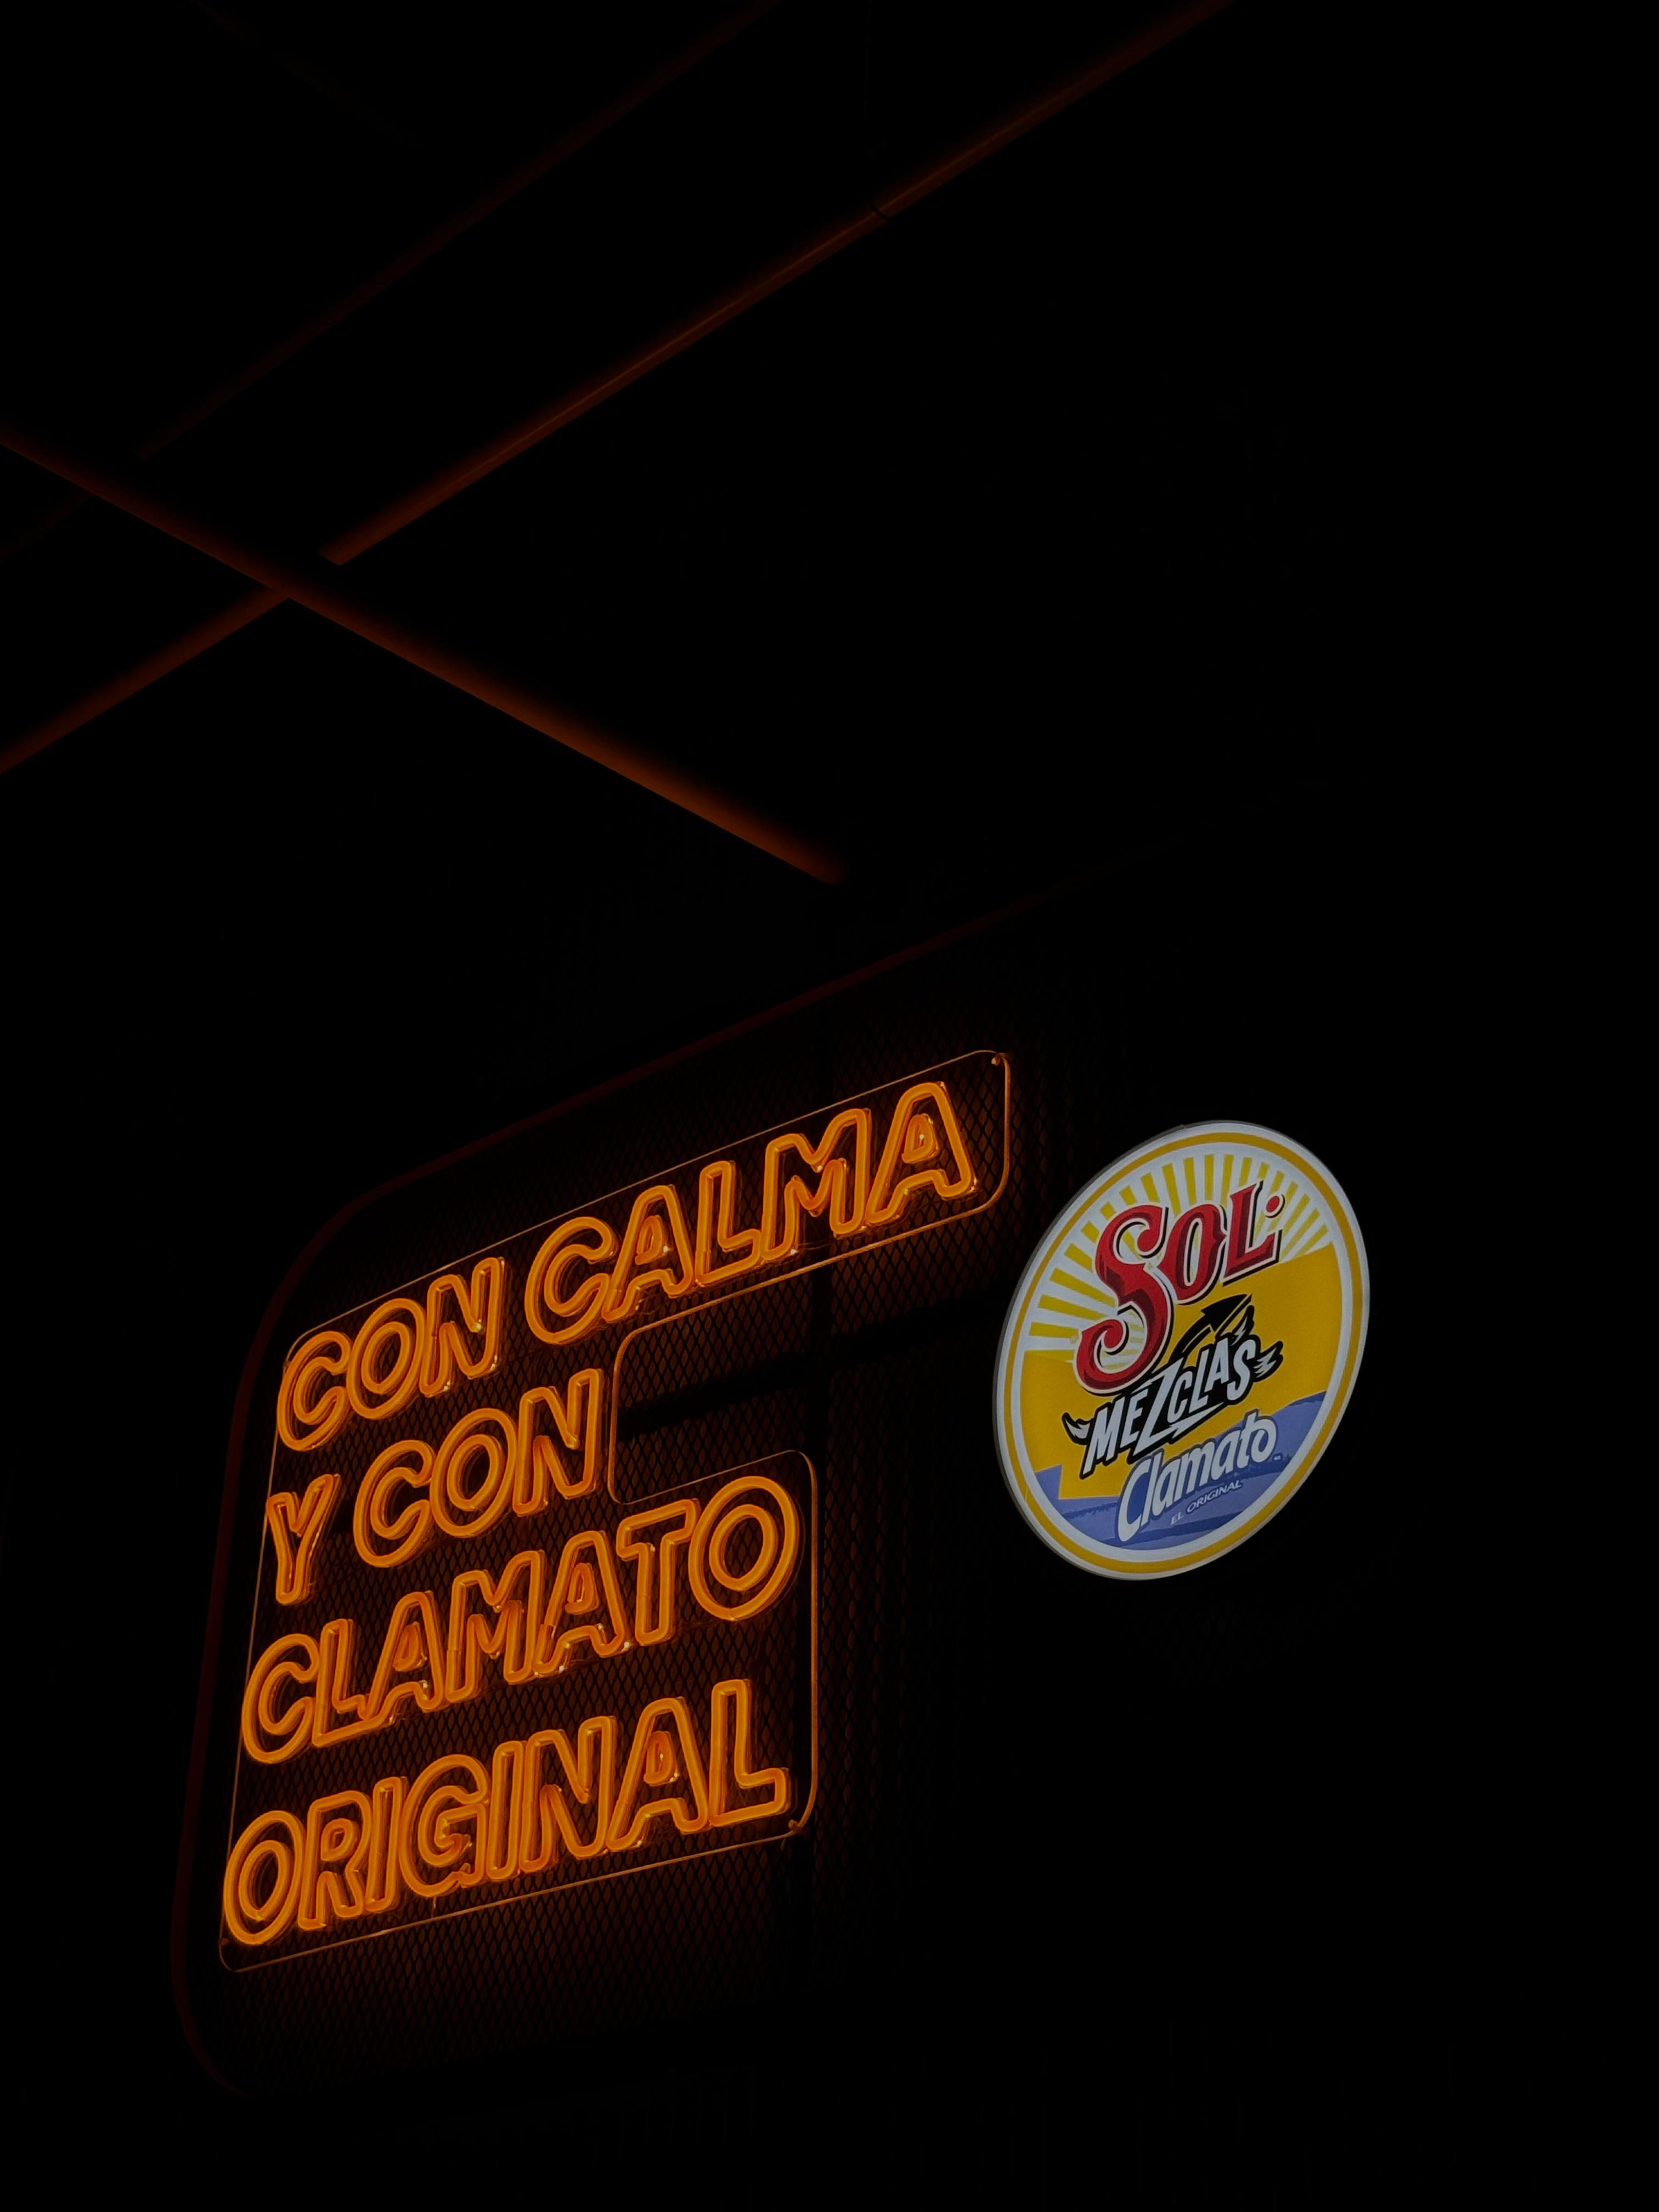 CON CALMA
Y CON
CLAMATO
ORIGINAL
SOL
MEZCLAS
Clamato
EL ORIGINAL